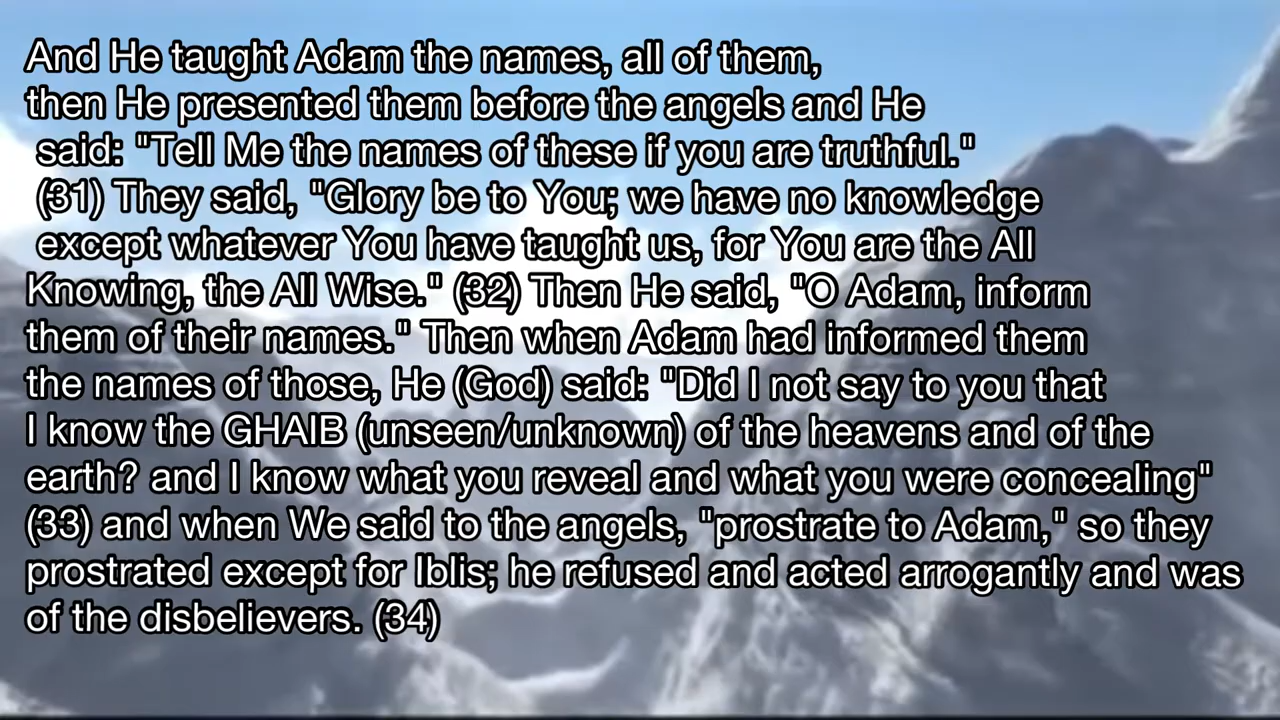 And He taught Adam the names, all of them,
then He presented them before the angels and He
said: "Tell Me the names of these if you are truthful."
(31) They said, "Glory be to You; we have no knowledge
except whatever You have taught us, for You are the All
Knowing, the All Wise." (32) Then He said, "O Adam, inform
them of their names." Then when Adam had informed them
the names of those, He (God) said: "Did I not say to you that
I know the GHAIB (unseen/unknown) of the heavens and of the
earth? and I know what you reveal and what you were concealing"
(33) and when We said to the angels, "prostrate to Adam," so they
prostrated except for Iblis; he refused and acted arrogantly and was
of the disbelievers. (34)